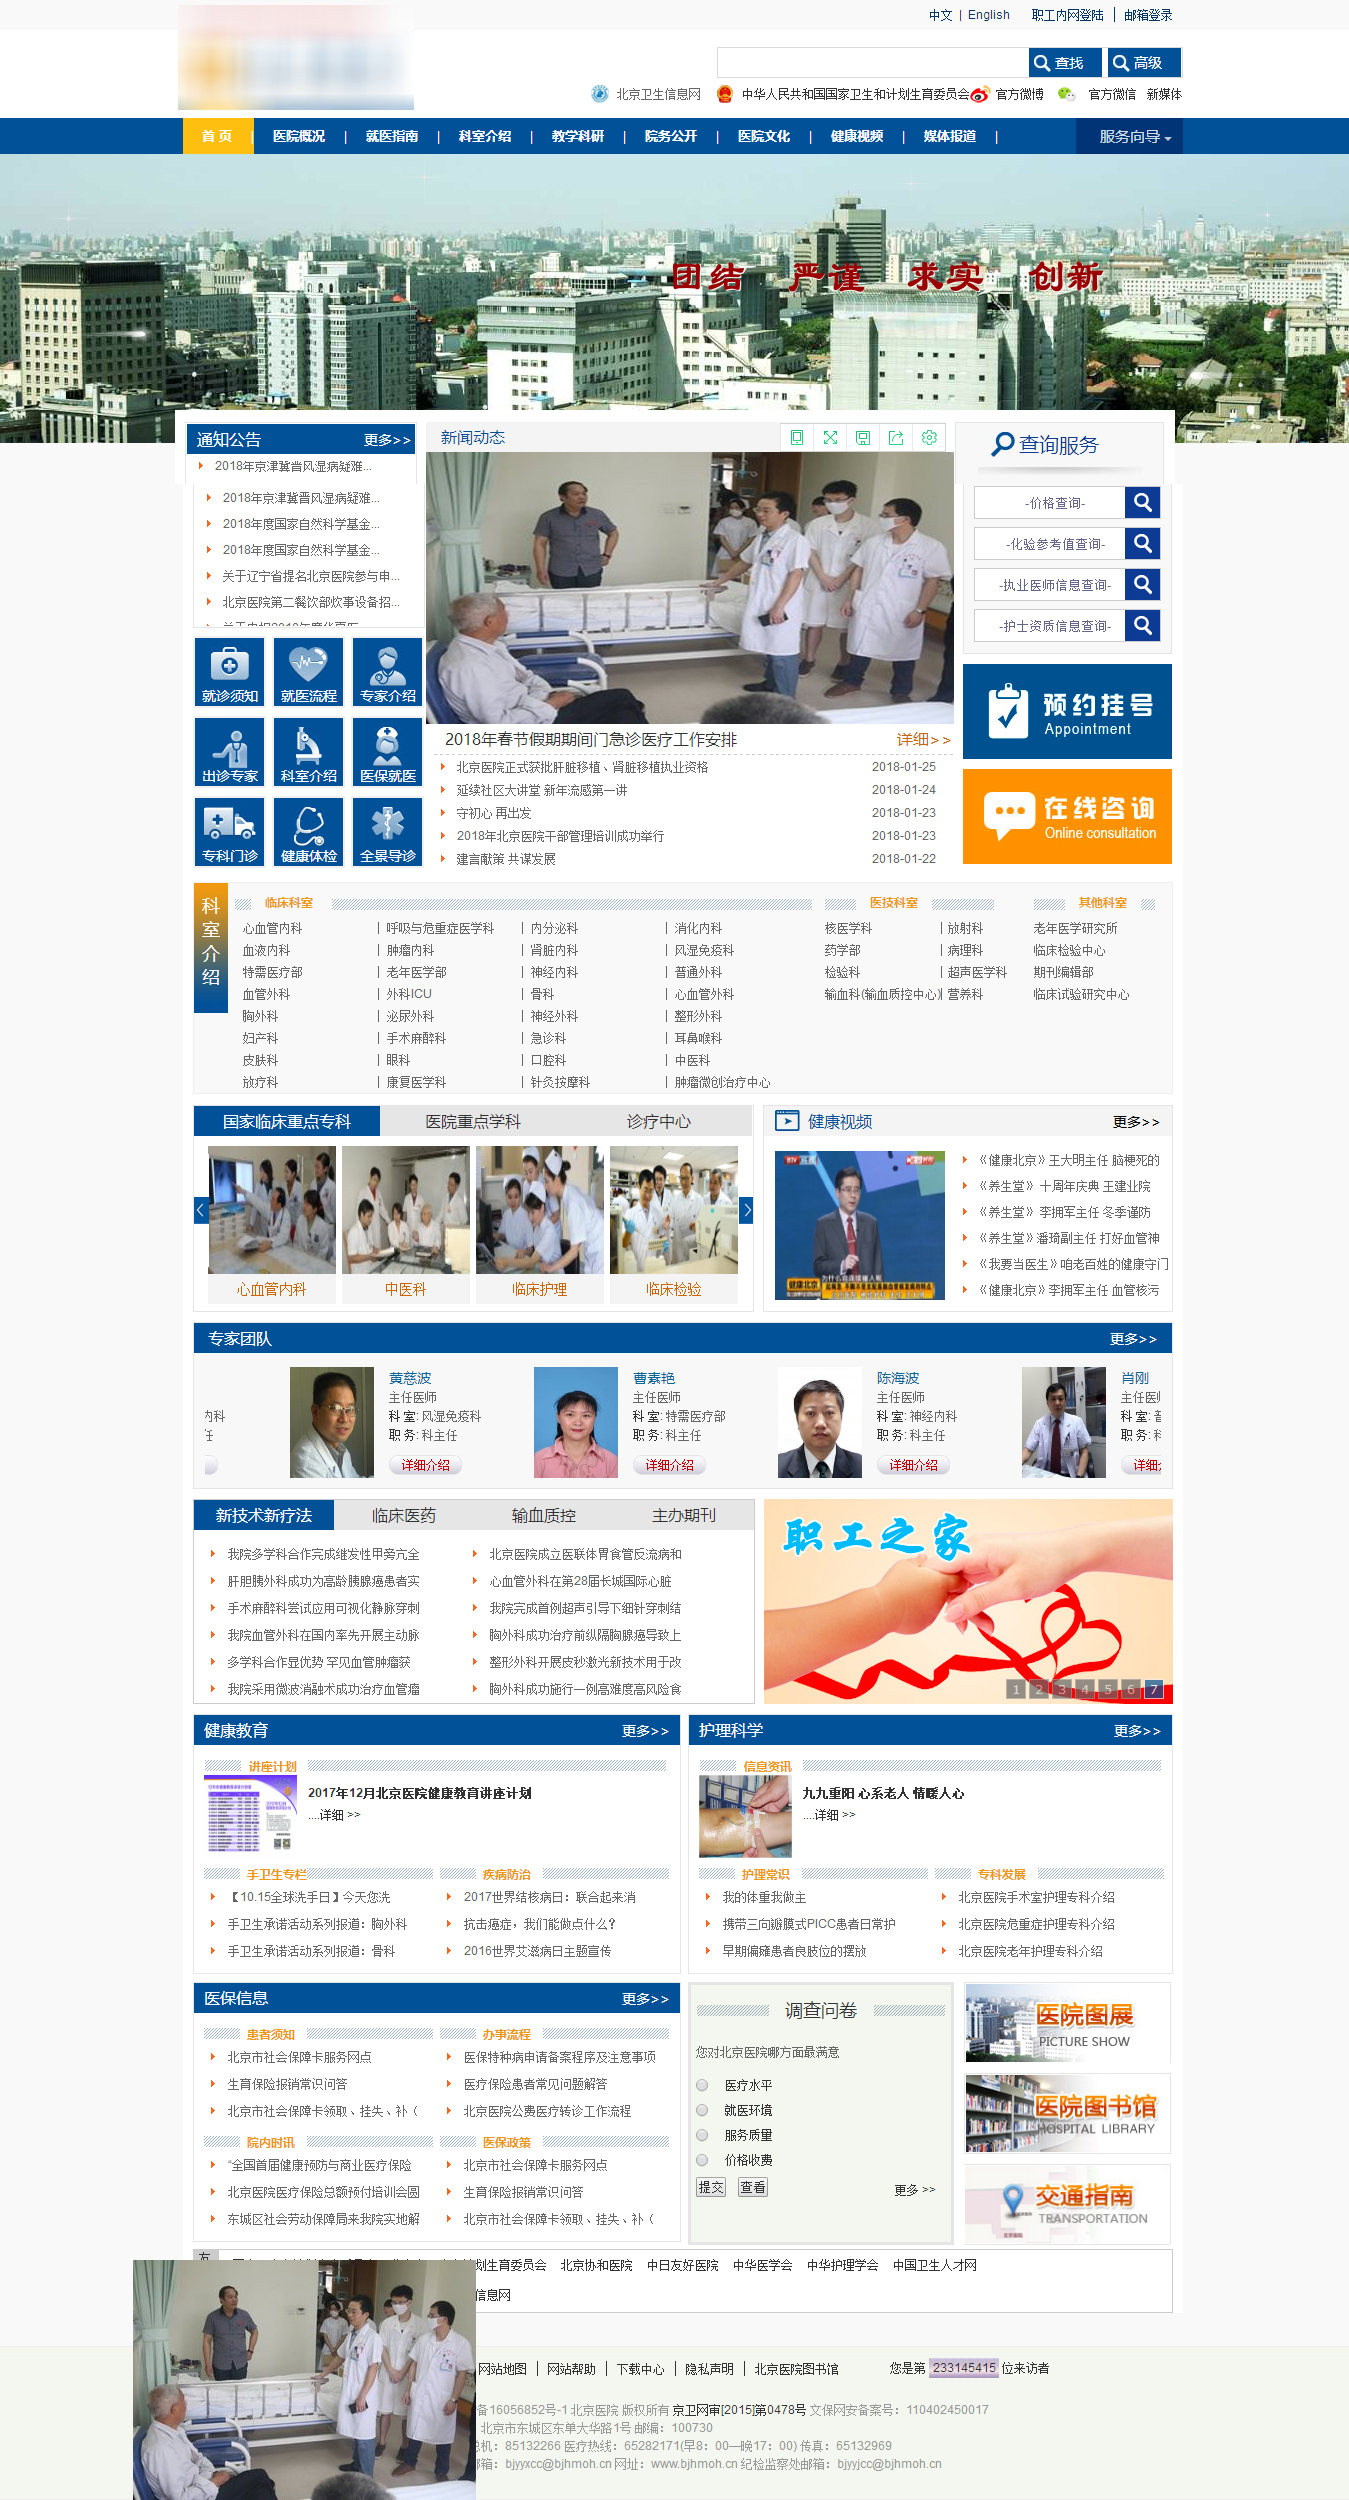 中文 | English 职工内网登陆 | 邮箱登录
查找 高级
北京卫生信息网 中华人民共和国国家卫生和计划生育委员会 官方微博 官方微信 新媒体
首 页 | 医院概况 | 就医指南 | 科室介绍 | 教学科研 | 院务公开 | 医院文化 | 健康视频 | 媒体报道 | 服务向导
团结 严谨 求实 创新
通知公告 更多>>
2018年京津冀晋风湿病疑难...
2018年京津冀晋风湿病疑难...
2018年度国家自然科学基金...
2018年度国家自然科学基金...
关于辽宁省提名北京医院参与申...
北京医院第二餐饮部炊事设备招...
就诊须知 就医流程 专家介绍
出诊专家 科室介绍 医保就医
专科门诊 健康体检 全景导诊
新闻动态
2018年春节假期期间门急诊医疗工作安排 详细>>
北京医院正式获批肝脏移植、肾脏移植执业资格 2018-01-25
延续社区大讲堂 新年流感第一讲 2018-01-24
守初心 再出发 2018-01-23
2018年北京医院干部管理培训成功举行 2018-01-23
建言献策 共谋发展 2018-01-22
查询服务
-价格查询-
-化验参考值查询-
-执业医师信息查询-
-护士资质信息查询-
预约挂号
Appointment
在线咨询
Online consultation
科室介绍
临床科室 医技科室 其他科室
心血管内科 | 呼吸与危重症医学科 | 内分泌科 | 消化内科 核医学科 | 放射科 老年医学研究所
血液内科 | 肿瘤内科 | 肾脏内科 | 风湿免疫科 药学部 | 病理科 临床检验中心
特需医疗部 | 老年医学部 | 神经内科 | 普通外科 检验科 | 超声医学科 期刊编辑部
血管外科 | 外科ICU | 骨科 | 心血管外科 输血科(输血质控中心) | 营养科 临床试验研究中心
胸外科 | 泌尿外科 | 神经外科 | 整形外科
妇产科 | 手术麻醉科 | 急诊科 | 耳鼻喉科
皮肤科 | 眼科 | 口腔科 | 中医科
放疗科 | 康复医学科 | 针灸按摩科 | 肿瘤微创治疗中心
国家临床重点专科 医院重点学科 诊疗中心
心血管内科 中医科 临床护理 临床检验
健康视频 更多>>
健康北京
《健康北京》王大明主任 脑梗死的
《养生堂》 十周年庆典 王建业院
《养生堂》 李拥军主任 冬季谨防
《养生堂》潘琦副主任 打好血管神
《我要当医生》咱老百姓的健康守门
《健康北京》李拥军主任 血管核污
专家团队 更多>>
黄慈波 曹素艳 陈海波 肖刚
主任医师 主任医师 主任医师 主任医
内科 科 室: 风湿免疫科 科 室: 特需医疗部 科 室: 神经内科 科 室:
任 职 务: 科主任 职 务: 科主任 职 务: 科主任 职 务: 科
详细介绍 详细介绍 详细介绍 详细
新技术新疗法 临床医药 输血质控 主办期刊
我院多学科合作完成继发性甲旁亢全 北京医院成立医联体胃食管反流病和
肝胆胰外科成功为高龄胰腺癌患者实 心血管外科在第28届长城国际心脏
手术麻醉科尝试应用可视化静脉穿刺 我院完成首例超声引导下细针穿刺结
我院血管外科在国内率先开展主动脉 胸外科成功治疗前纵隔胸腺癌导致上
多学科合作显优势 罕见血管肿瘤获 整形外科开展皮秒激光新技术用于改
我院采用微波消融术成功治疗血管瘤 胸外科成功施行一例高难度高风险食
职工之家
1 2 3 4 5 6 7
健康教育 更多>>
讲座计划
2017年12月北京医院健康教育讲座计划
....详细 >>
手卫生专栏 疾病防治
【10.15全球洗手日】今天您洗 2017世界结核病日：联合起来消
手卫生承诺活动系列报道：胸外科 抗击癌症，我们能做点什么？
手卫生承诺活动系列报道：骨科 2016世界艾滋病日主题宣传
护理科学 更多>>
信息资讯
九九重阳 心系老人 情暖人心
....详细 >>
护理常识 专科发展
我的体重我做主 北京医院手术室护理专科介绍
携带三向瓣膜式PICC患者日常护 北京医院危重症护理专科介绍
早期偏瘫患者良肢位的摆放 北京医院老年护理专科介绍
医保信息 更多>>
患者须知 办事流程
北京市社会保障卡服务网点 医保特种病申请备案程序及注意事项
生育保险报销常识问答 医疗保险患者常见问题解答
北京市社会保障卡领取、挂失、补（ 北京医院公费医疗转诊工作流程
院内时讯 医保政策
“全国首届健康预防与商业医疗保险 北京市社会保障卡服务网点
北京医院医疗保险总额预付培训会圆 生育保险报销常识问答
东城区社会劳动保障局来我院实地解 北京市社会保障卡领取、挂失、补（
调查问卷
您对北京医院哪方面最满意
医疗水平
就医环境
服务质量
价格收费
提交 查看 更多 >>
医院图展
PICTURE SHOW
医院图书馆
HOSPITAL LIBRARY
交通指南
TRANSPORTATION
友
划生育委员会 北京协和医院 中日友好医院 中华医学会 中华护理学会 中国卫生人才网
信息网
网站地图 | 网站帮助 | 下载中心 | 隐私声明 | 北京医院图书馆 您是第 233145415 位来访者
备16056852号-1 北京医院 版权所有 京卫网审[2015]第0478号 文保网安备案号：110402450017
北京市东城区东单大华路1号 邮编：100730
总机：85132266 医疗热线：65282171(早8：00—晚17：00) 传真：65132969
邮箱：bjyyxcc@bjhmoh.cn 网址：www.bjhmoh.cn 纪检监察处邮箱：bjyyjcc@bjhmoh.cn